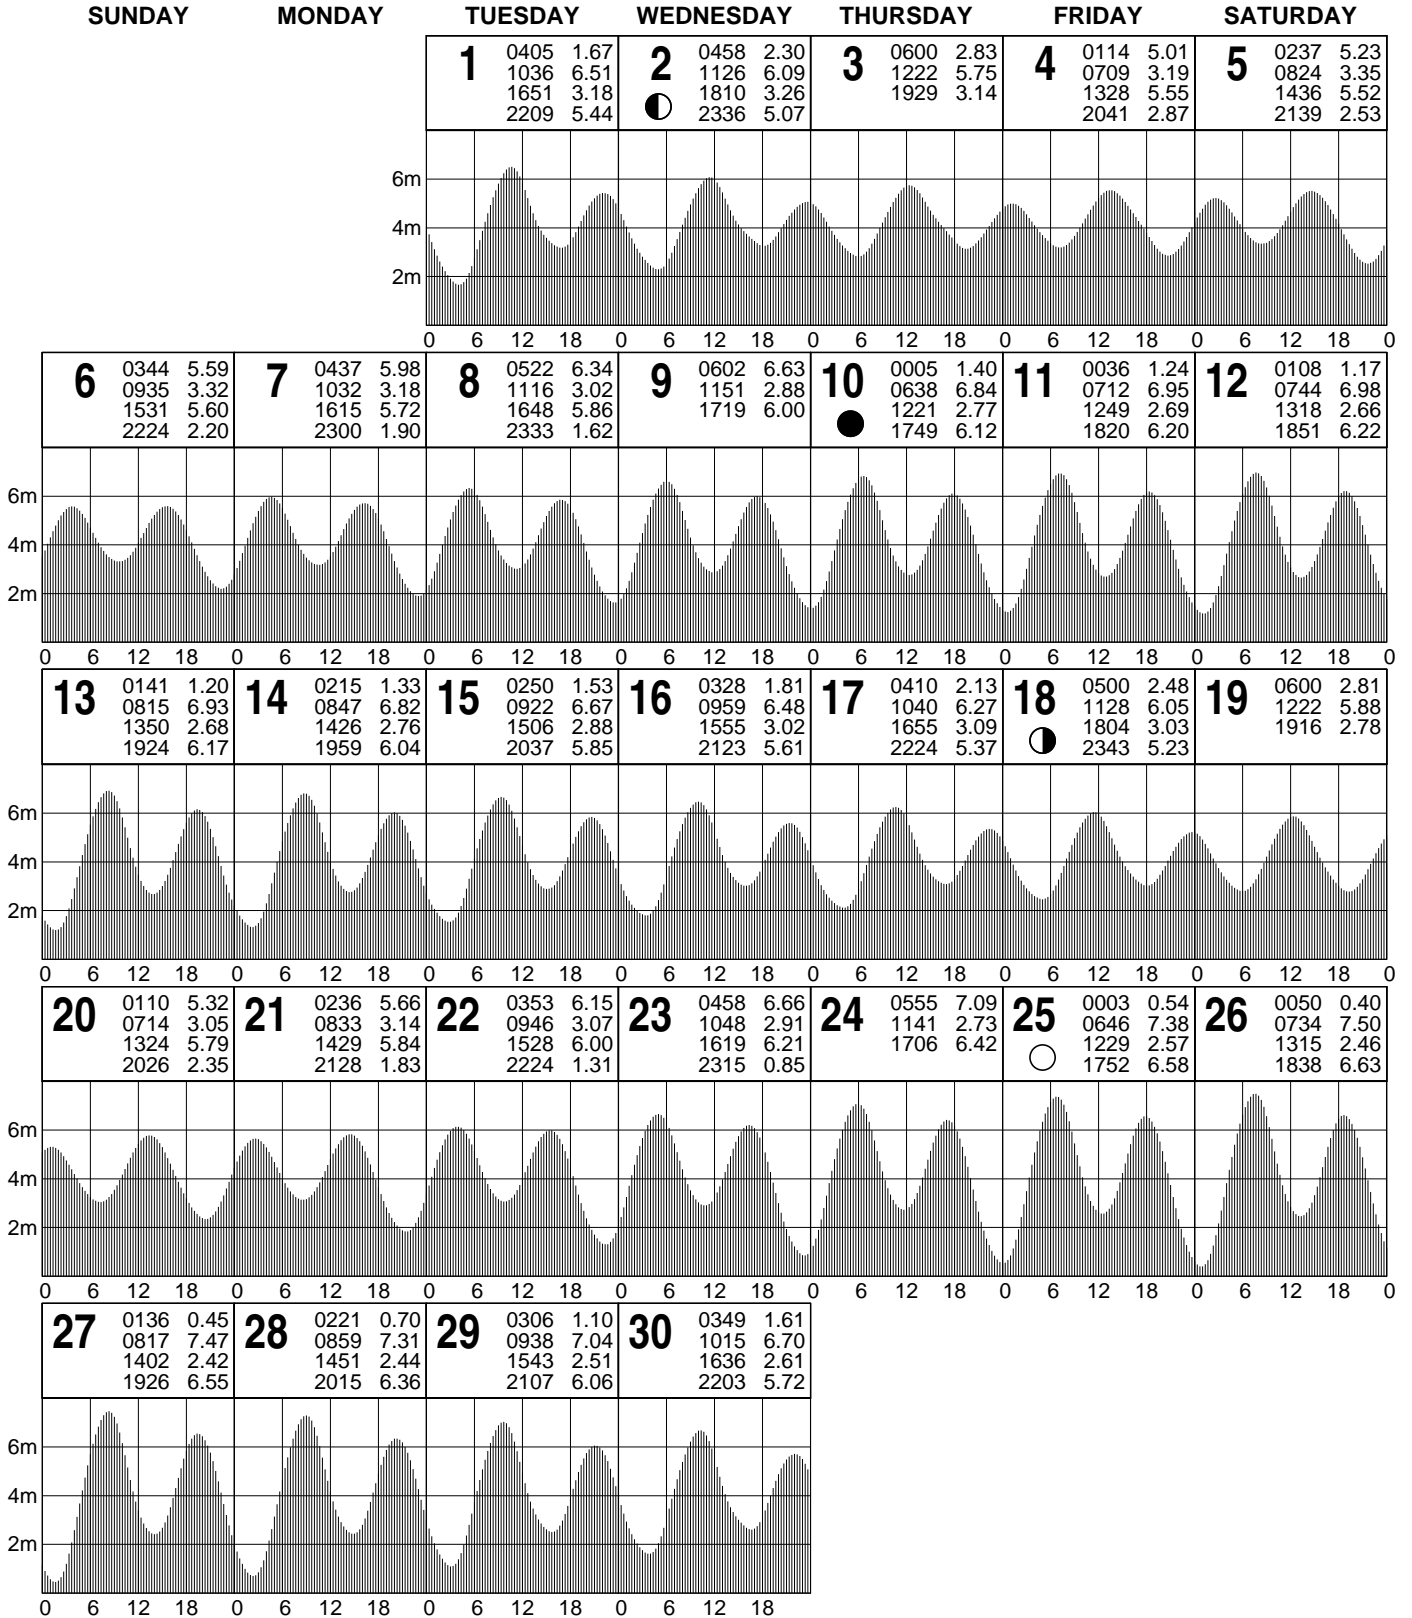 SUNDAY MONDAY TUESDAY WEDNESDAY THURSDAY FRIDAY SATURDAY
1 0405 1.67 2 0458 2.30 3 0600 2.83 4 0114 5.01 5 0237 5.23
1036 6.51 1126 6.09 1222 5.75 0709 3.19 0824 3.35
1651 3.18 1810 3.26 1929 3.14 1328 5.55 1436 5.52
2209 5.44 2336 5.07 2041 2.87 2139 2.53
6m
4m
2m
0 6 12 18 0 6 12 18 0 6 12 18 0 6 12 18 0 6 12 18 0
6 0344 5.59 7 0437 5.98 8 0522 6.34 9 0602 6.63 10 0005 1.40 11 0036 1.24 12 0108 1.17
0935 3.32 1032 3.18 1116 3.02 1151 2.88 0638 6.84 0712 6.95 0744 6.98
1531 5.60 1615 5.72 1648 5.86 1719 6.00 1221 2.77 1249 2.69 1318 2.66
2224 2.20 2300 1.90 2333 1.62 1749 6.12 1820 6.20 1851 6.22
6m
4m
2m
0 6 12 18 0 6 12 18 0 6 12 18 0 6 12 18 0 6 12 18 0 6 12 18 0 6 12 18 0
13 0141 1.20 14 0215 1.33 15 0250 1.53 16 0328 1.81 17 0410 2.13 18 0500 2.48 19 0600 2.81
0815 6.93 0847 6.82 0922 6.67 0959 6.48 1040 6.27 1128 6.05 1222 5.88
1350 2.68 1426 2.76 1506 2.88 1555 3.02 1655 3.09 1804 3.03 1916 2.78
1924 6.17 1959 6.04 2037 5.85 2123 5.61 2224 5.37 2343 5.23
6m
4m
2m
0 6 12 18 0 6 12 18 0 6 12 18 0 6 12 18 0 6 12 18 0 6 12 18 0 6 12 18 0
20 0110 5.32 21 0236 5.66 22 0353 6.15 23 0458 6.66 24 0555 7.09 25 0003 0.54 26 0050 0.40
0714 3.05 0833 3.14 0946 3.07 1048 2.91 1141 2.73 0646 7.38 0734 7.50
1324 5.79 1429 5.84 1528 6.00 1619 6.21 1706 6.42 1229 2.57 1315 2.46
2026 2.35 2128 1.83 2224 1.31 2315 0.85 1752 6.58 1838 6.63
6m
4m
2m
0 6 12 18 0 6 12 18 0 6 12 18 0 6 12 18 0 6 12 18 0 6 12 18 0 6 12 18 0
27 0136 0.45 28 0221 0.70 29 0306 1.10 30 0349 1.61
0817 7.47 0859 7.31 0938 7.04 1015 6.70
1402 2.42 1451 2.44 1543 2.51 1636 2.61
1926 6.55 2015 6.36 2107 6.06 2203 5.72
6m
4m
2m
0 6 12 18 0 6 12 18 0 6 12 18 0 6 12 18